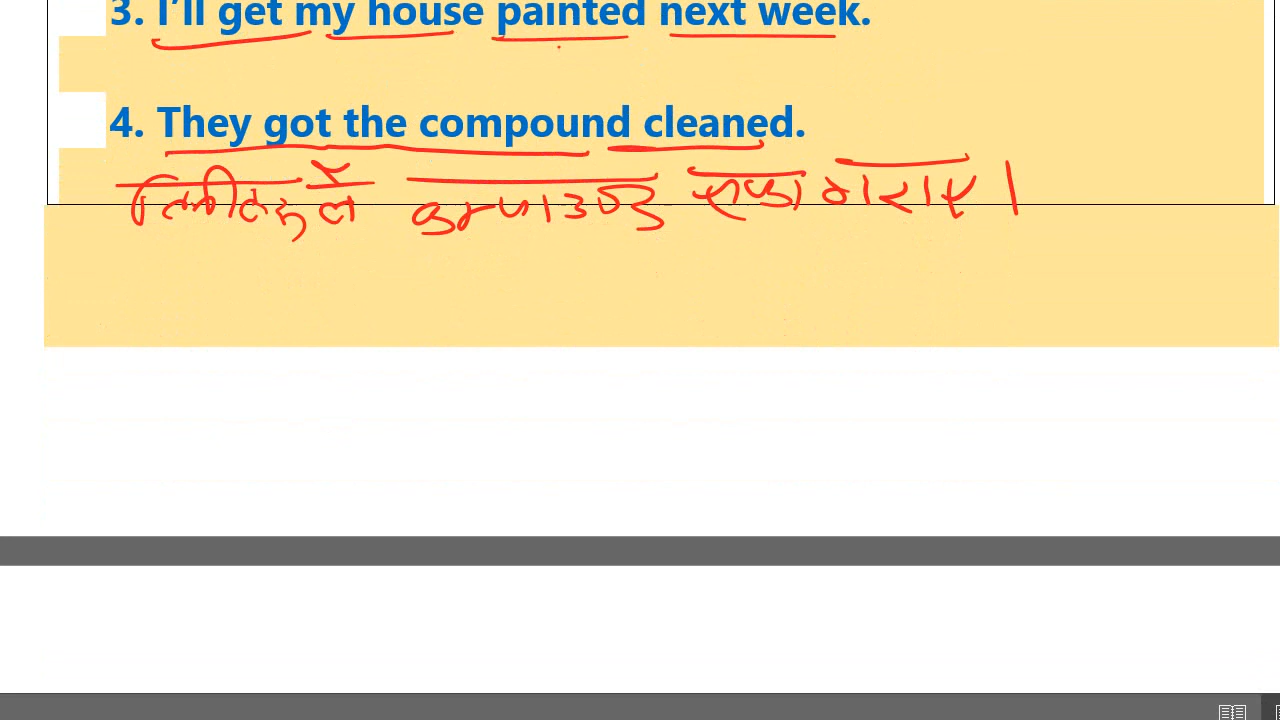 3. I'll get my house painted next week.
4. They got the compound cleaned.
तिनीहरूले कम्पाउण्ड सफा गराए।